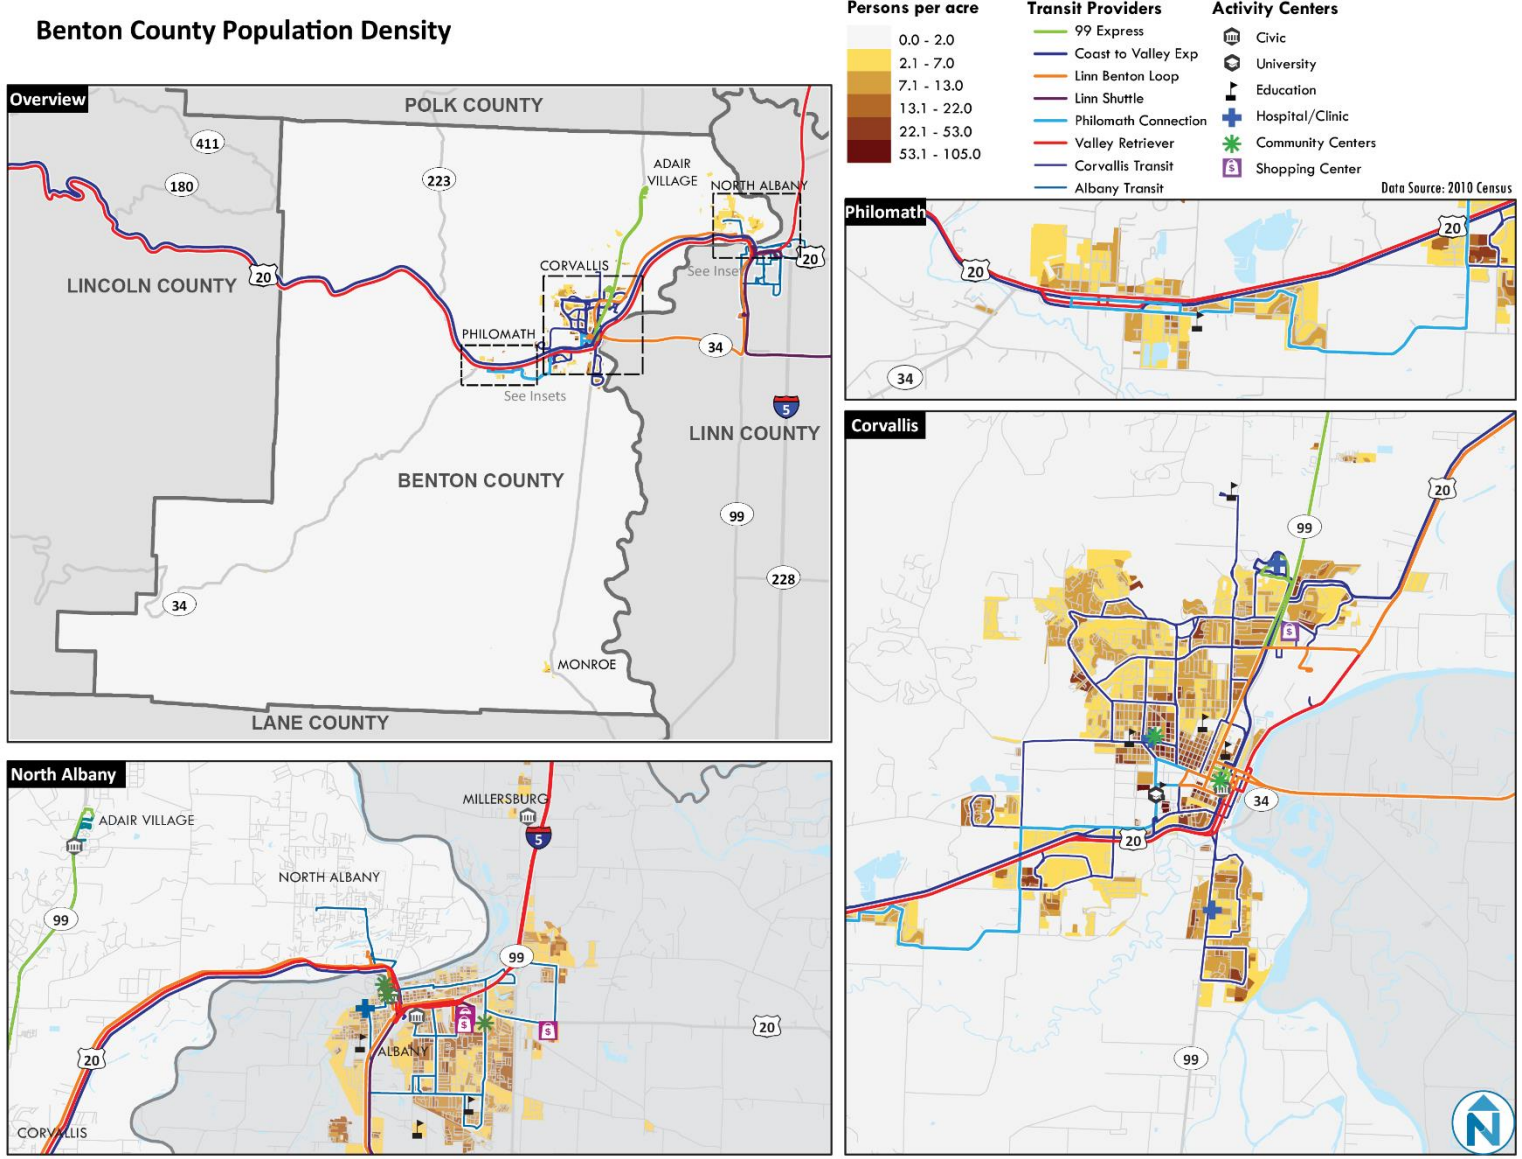 Benton County Population Density
Persons per acre
0.0 - 2.0
2.1 - 7.0
7.1 - 13.0
13.1 - 22.0
22.1 - 53.0
53.1 - 105.0
Transit Providers
99 Express
Coast to Valley Exp
Linn Benton Loop
Linn Shuttle
Philomath Connection
Valley Retriever
Corvallis Transit
Albany Transit
Activity Centers
Civic
University
Education
Hospital/Clinic
Community Centers
Shopping Center
Data Source: 2010 Census
Overview
POLK COUNTY
411
180
223
ADAIR
VILLAGE
NORTH ALBANY
20
LINCOLN COUNTY
20
CORVALLIS
See Inset
PHILOMATH
34
See Insets
5
LINN COUNTY
BENTON COUNTY
99
228
34
MONROE
LANE COUNTY
Philomath
20
20
34
Corvallis
20
99
34
20
99
N
North Albany
MILLERSBURG
ADAIR VILLAGE
5
NORTH ALBANY
99
99
20
ALBANY
20
CORVALLIS